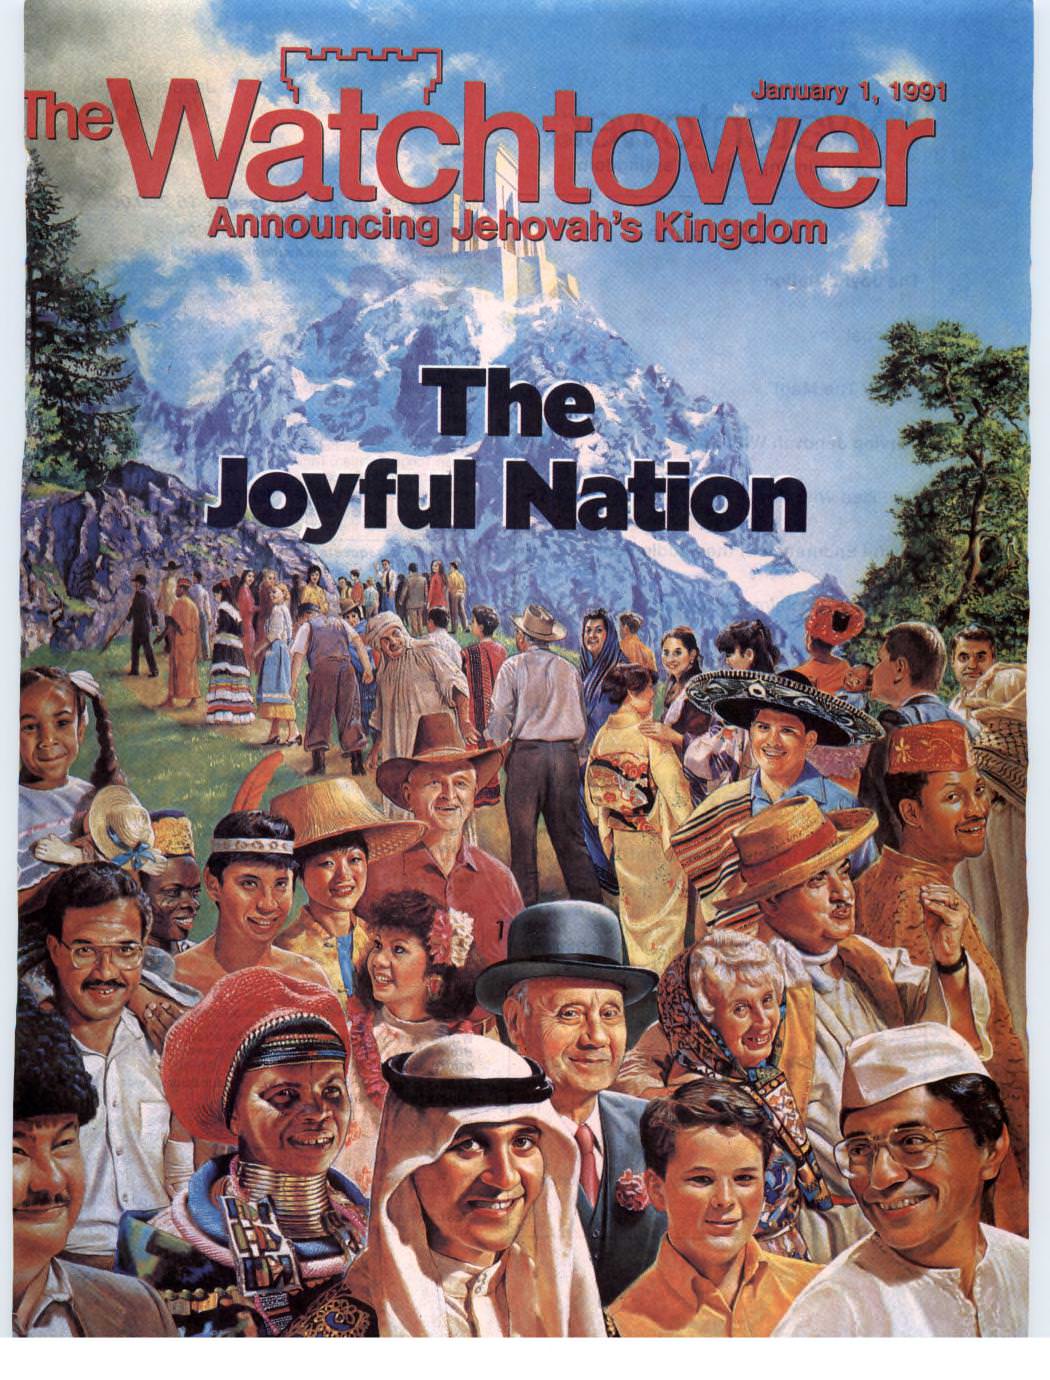 January 1, 1991
The Watchtower
Announcing Jehovah's Kingdom
The
Joyful Nation